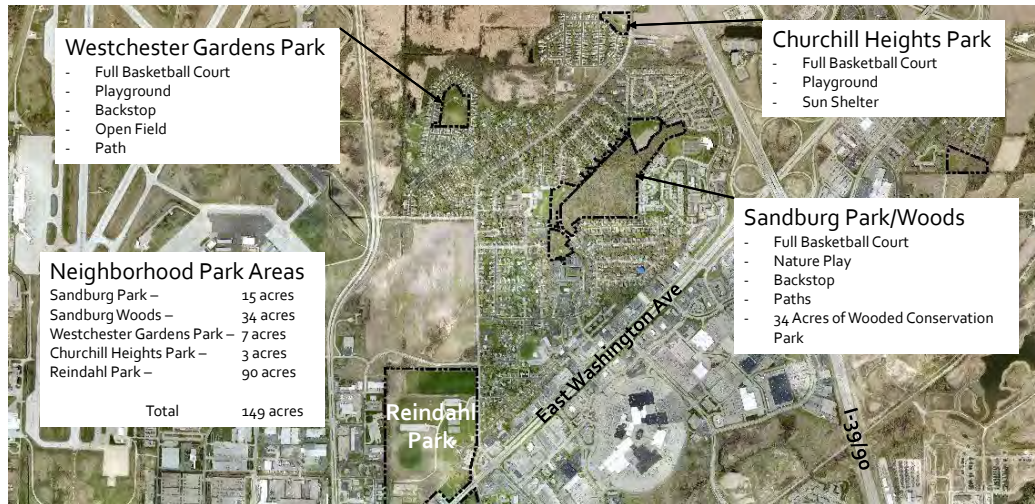 Westchester Gardens Park
- Full Basketball Court
- Playground
- Backstop
- Open Field
- Path
Churchill Heights Park
- Full Basketball Court
- Playground
- Sun Shelter
Sandburg Park/Woods
- Full Basketball Court
- Nature Play
- Backstop
- Paths
- 34 Acres of Wooded Conservation
Park
Neighborhood Park Areas
Sandburg Park – 15 acres
Sandburg Woods – 34 acres
Westchester Gardens Park – 7 acres
Churchill Heights Park – 3 acres
Reindahl Park – 90 acres
Total 149 acres
Reindahl
Park
East Washington Ave
I-39/90